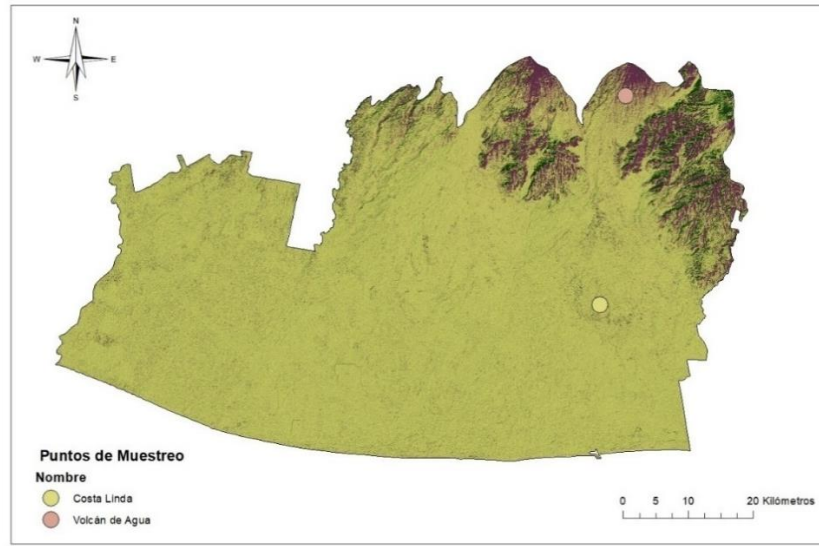 N
W E
S
Puntos de Muestreo
Nombre
Costa Linda
Volcán de Agua
0 5 10 20 Kilómetros